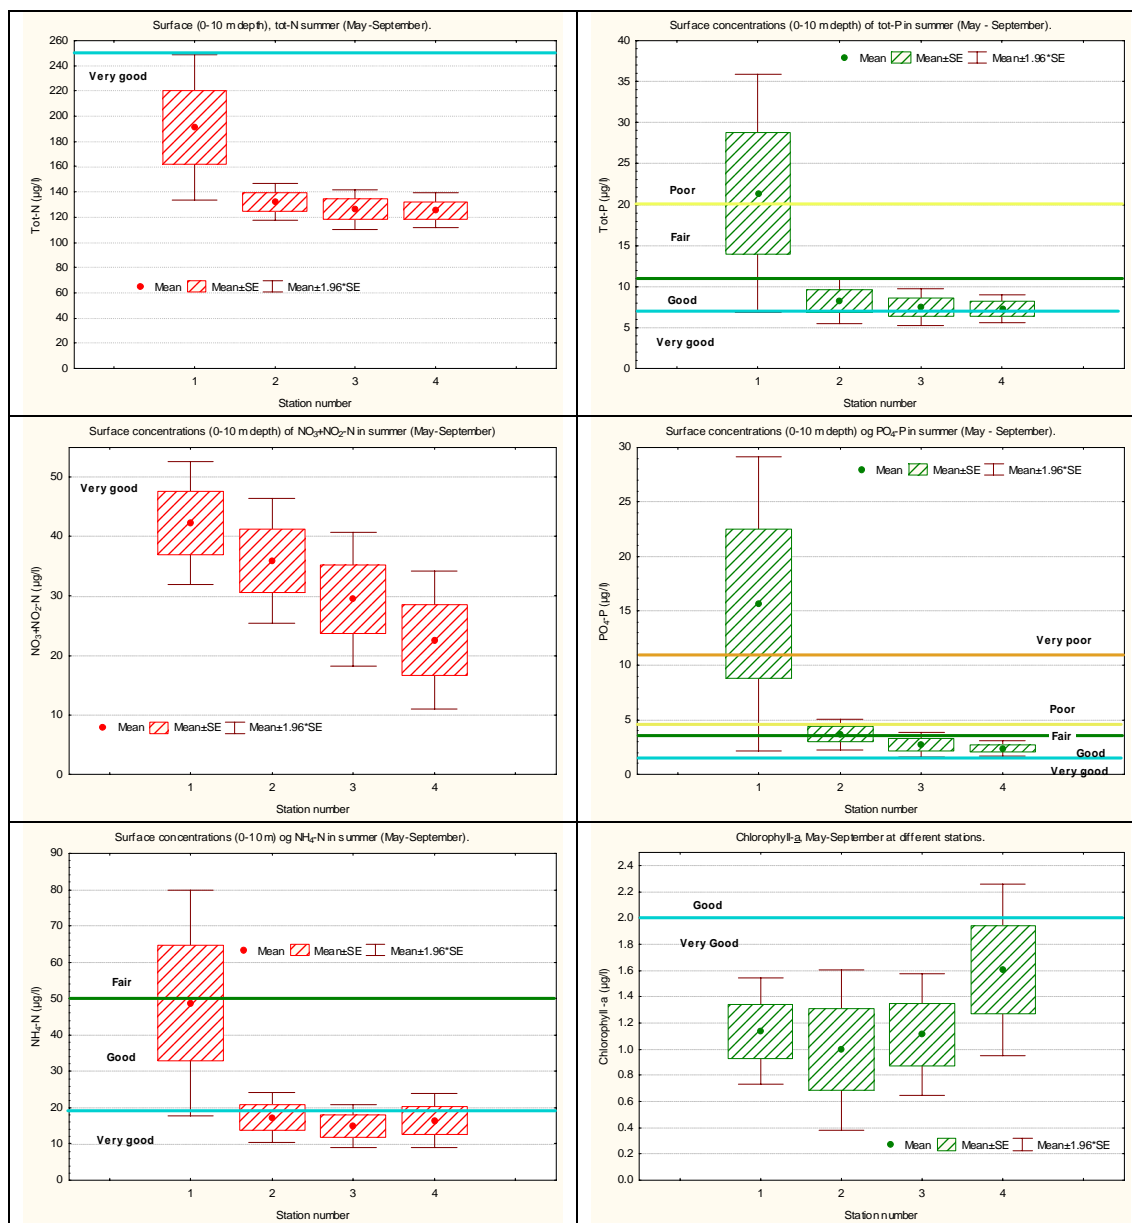 Surface (0-10 m depth), tot-N summer (May-September).
260
240
220
200
180
160
140
120
100
80
60
40
20
0
Tot-N (µg/l)
Very good
Mean Mean±SE Mean±1.96*SE
1 2 3 4
Station number
Surface concentrations (0-10 m depth) of tot-P in summer (May - September).
40
35
30
25
20
15
10
5
0
Tot-P (µg/l)
Mean Mean±SE Mean±1.96*SE
Poor
Fair
Good
Very good
1 2 3 4
Station number
Surface concentrations (0-10 m depth) of NO3+NO2-N in summer (May-September)
50
40
30
20
10
0
NO3+NO2-N (µg/l)
Very good
Mean Mean±SE Mean±1.96*SE
1 2 3 4
Station number
Surface concentrations (0-10 m depth) og PO4-P in summer (May - September).
30
25
20
15
10
5
0
PO4-P (µg/l)
Mean Mean±SE Mean±1.96*SE
Very poor
Poor
Fair
Good
Very good
1 2 3 4
Station number
Surface concentrations (0-10 m) og NH4-N in summer (May-September).
90
80
70
60
50
40
30
20
10
0
NH4-N (µg/l)
Mean Mean±SE Mean±1.96*SE
Fair
Good
Very good
1 2 3 4
Station number
Chlorophyll-a, May-September at different stations.
2.4
2.2
2.0
1.8
1.6
1.4
1.2
1.0
0.8
0.6
0.4
0.2
0.0
Chlorophyll -a (µg/l)
Good
Very Good
Mean Mean±SE Mean±1.96*SE
1 2 3 4
Station number